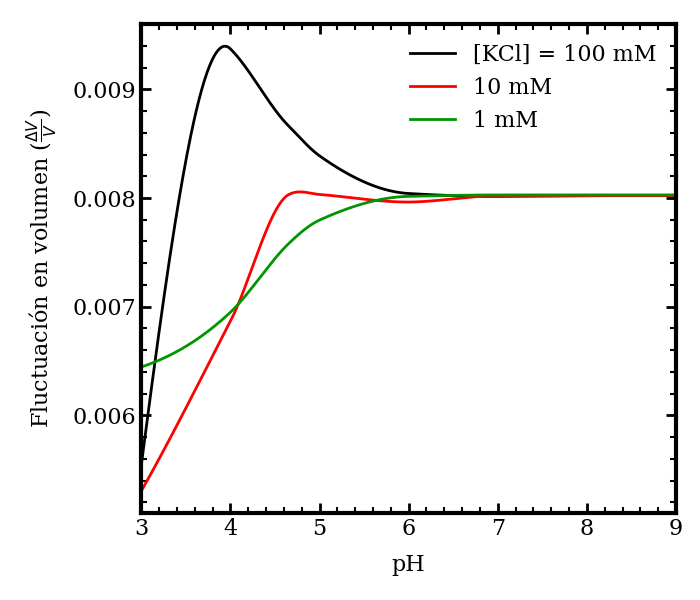 [KCl] = 100 mM
10 mM
1 mM
0.009
0.008
0.007
0.006
Fluctuación en volumen (ΔV/V)
3 4 5 6 7 8 9
pH